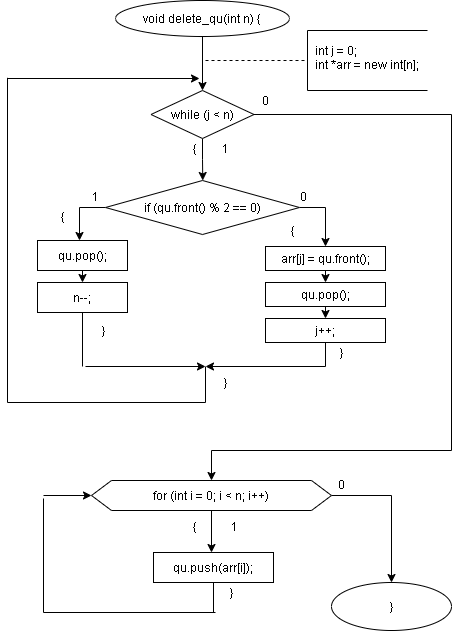 void delete_qu(int n) {
int j = 0;
int *arr = new int[n];
while (j < n)
0
{ 1
if (qu.front() % 2 == 0)
1
0
{
{
qu.pop();
n--;
}
arr[j] = qu.front();
qu.pop();
j++;
}
}
for (int i = 0; i < n; i++)
0
{ 1
qu.push(arr[i]);
}
}